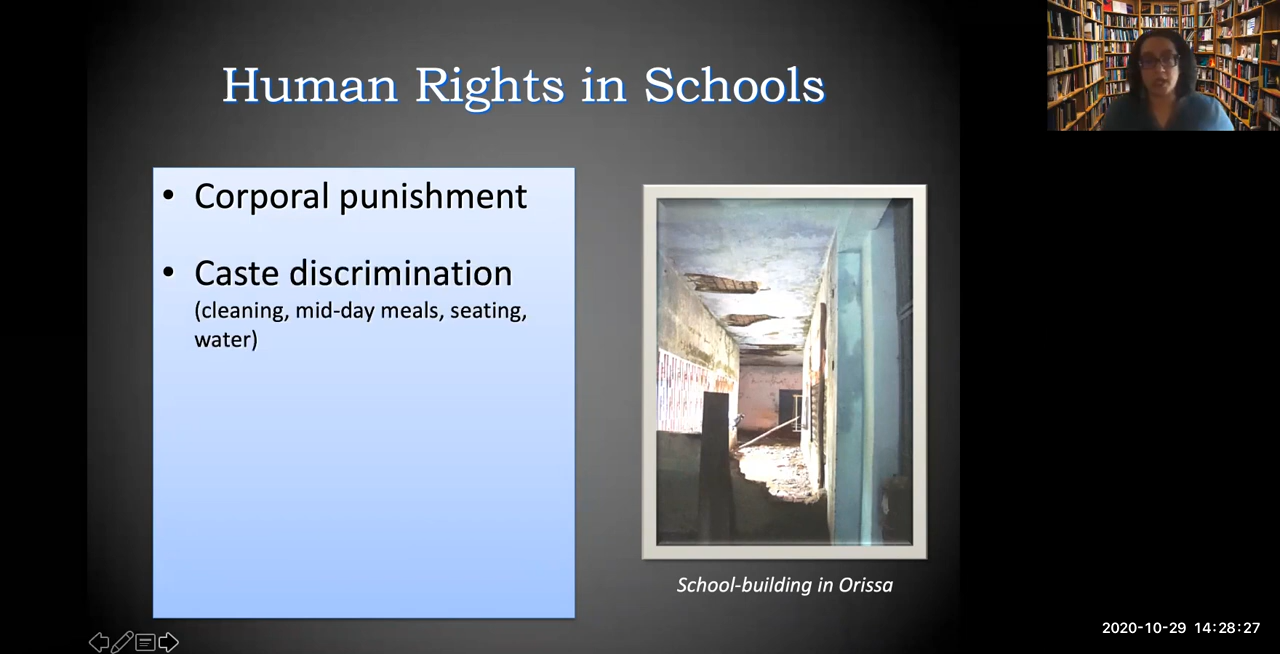 Human Rights in Schools
• Corporal punishment
• Caste discrimination
(cleaning, mid-day meals, seating,
water)
School-building in Orissa
2020-10-29 14:28:27